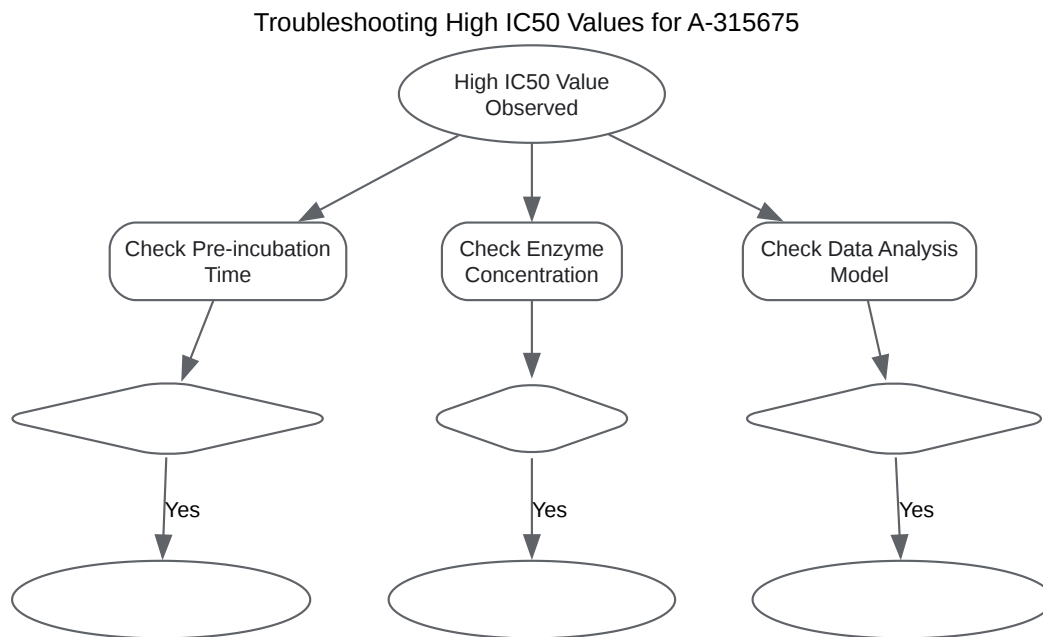 Troubleshooting High IC50 Values for A-315675
High IC50 Value
Observed
Check Pre-incubation
Time
Check Enzyme
Concentration
Check Data Analysis
Model
Yes
Yes
Yes